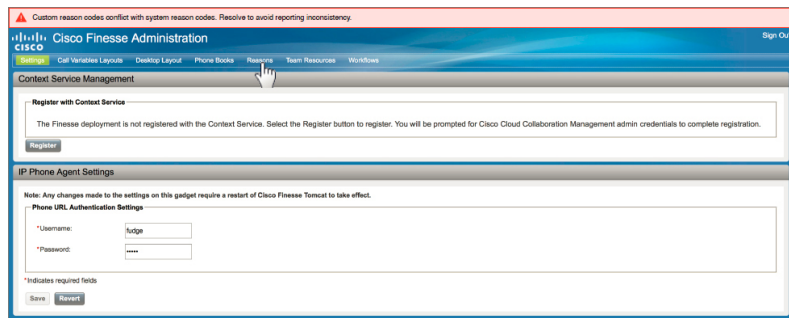 Custom reason codes conflict with system reason codes. Resolve to avoid reporting inconsistency.
CISCO Cisco Finesse Administration Sign Ou
Settings Call Variables Layouts Desktop Layout Phone Books Reasons Team Resources Workflows
Context Service Management
Register with Context Service
The Finesse deployment is not registered with the Context Service. Select the Register button to register. You will be prompted for Cisco Cloud Collaboration Management admin credentials to complete registration.
Register
IP Phone Agent Settings
Note: Any changes made to the settings on this gadget require a restart of Cisco Finesse Tomcat to take effect.
Phone URL Authentication Settings
*Username: fudge
*Password: •••••
*Indicates required fields
Save Revert